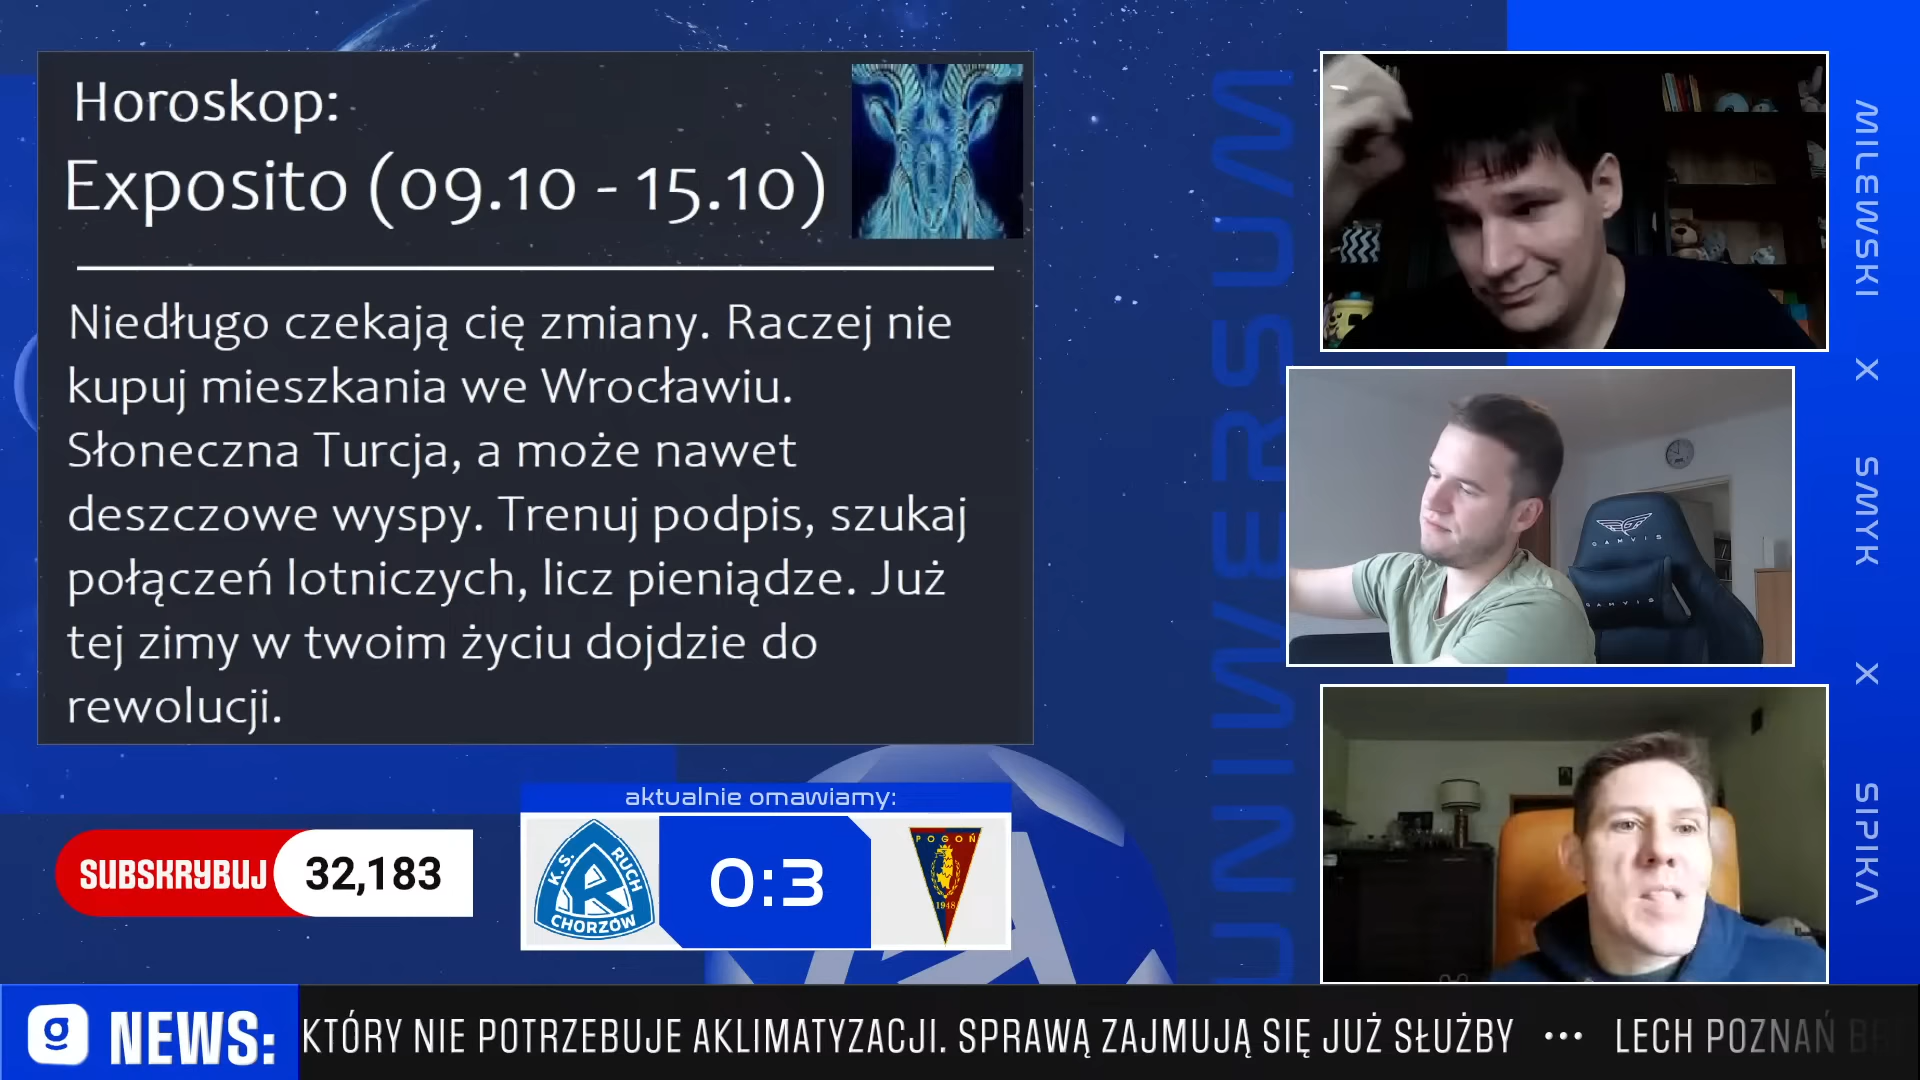 Horoskop:
Exposito (09.10 - 15.10)
Niedługo czekają cię zmiany. Raczej nie
kupuj mieszkania we Wrocławiu.
Słoneczna Turcja, a może nawet
deszczowe wyspy. Trenuj podpis, szukaj
połączeń lotniczych, licz pieniądze. Już
tej zimy w twoim życiu dojdzie do
rewolucji.
aktualnie omawiamy:
SUBSKRYBUJ 32,183
K.S. RUCH CHORZÓW
0:3
POGOŃ
1948
UNIWERSUM
GAMVIS
GAMVIS
MILEWSKI X SMYK X SIPIKA
g NEWS: KTÓRY NIE POTRZEBUJE AKLIMATYZACJI. SPRAWĄ ZAJMUJĄ SIĘ JUŻ SŁUŻBY ••• LECH POZNAŃ